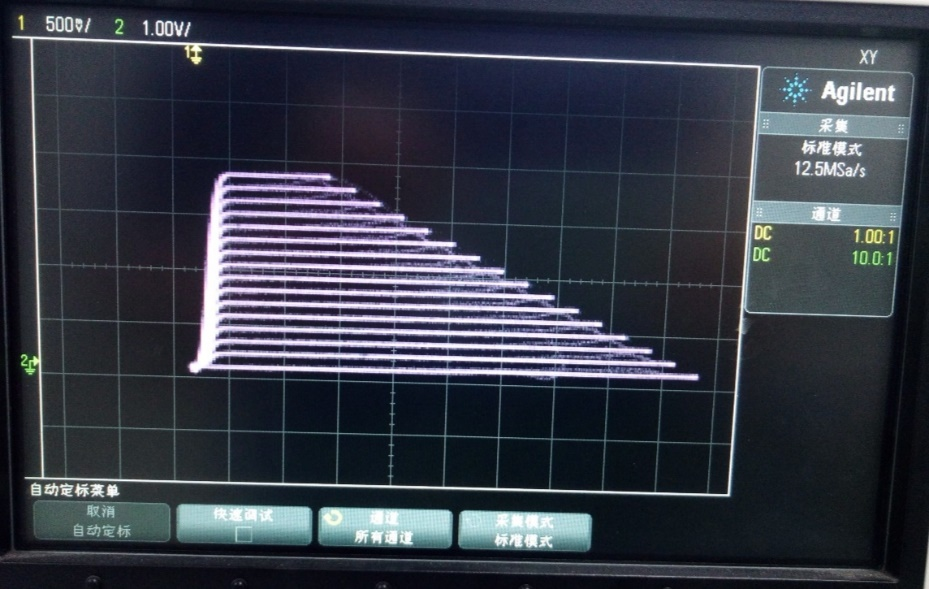 1 500mV/ 2 1.00V/
1
XY
Agilent
采集
标准模式
12.5MSa/s
通道
DC 1.00:1
DC 10.0:1
2
自动定标菜单
取消
自动定标
快速调试
通道
所有通道
采集模式
标准模式